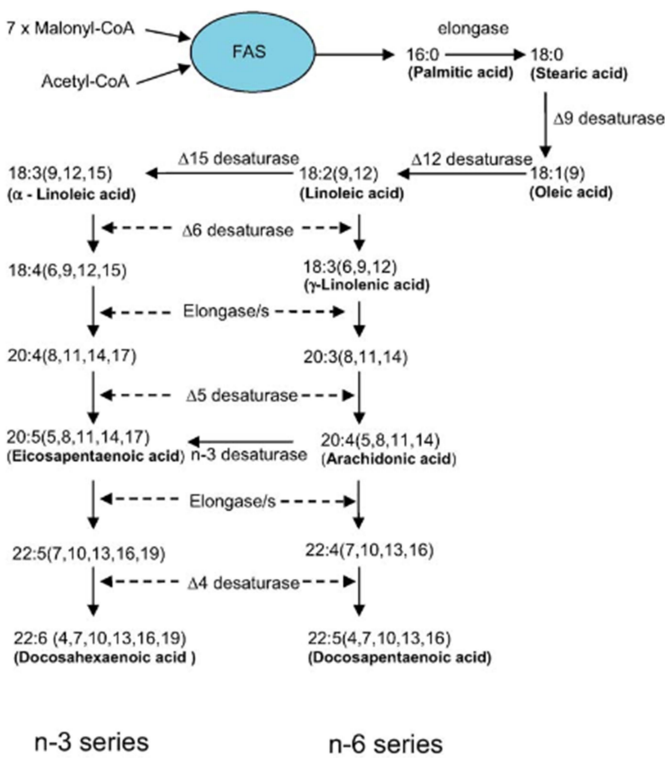 7 x Malonyl-CoA
Acetyl-CoA
FAS
elongase
16:0
(Palmitic acid)
18:0
(Stearic acid)
Δ9 desaturase
18:3(9,12,15)
(α - Linoleic acid)
Δ15 desaturase
18:2(9,12)
(Linoleic acid)
Δ12 desaturase
18:1(9)
(Oleic acid)
Δ6 desaturase
18:4(6,9,12,15)
18:3(6,9,12)
(γ-Linolenic acid)
Elongase/s
20:4(8,11,14,17)
20:3(8,11,14)
Δ5 desaturase
20:5(5,8,11,14,17)
(Eicosapentaenoic acid)
n-3 desaturase
20:4(5,8,11,14)
(Arachidonic acid)
Elongase/s
22:5(7,10,13,16,19)
22:4(7,10,13,16)
Δ4 desaturase
22:6 (4,7,10,13,16,19)
(Docosahexaenoic acid )
22:5(4,7,10,13,16)
(Docosapentaenoic acid)
n-3 series
n-6 series